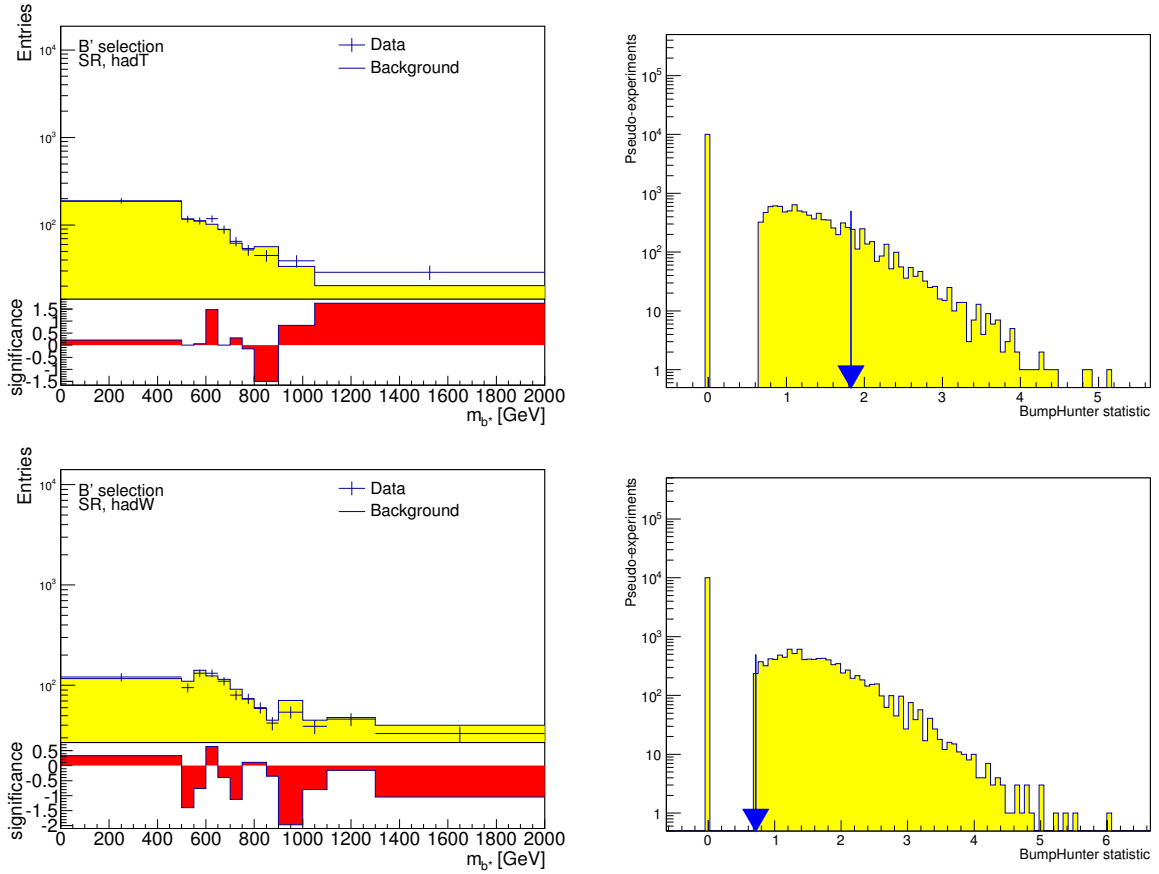 Entries
10⁴
10³
10²
B' selection
SR, hadT
Data
Background
significance
1.5
1
0.5
0
-0.5
-1
-1.5
0 200 400 600 800 1000 1200 1400 1600 1800 2000
m_b* [GeV]
Pseudo-experiments
10⁵
10⁴
10³
10²
10
1
0 1 2 3 4 5
BumpHunter statistic
Entries
10⁴
10³
10²
B' selection
SR, hadW
Data
Background
significance
0.5
0
-0.5
-1
-1.5
-2
0 200 400 600 800 1000 1200 1400 1600 1800 2000
m_b* [GeV]
Pseudo-experiments
10⁵
10⁴
10³
10²
10
1
0 1 2 3 4 5 6
BumpHunter statistic